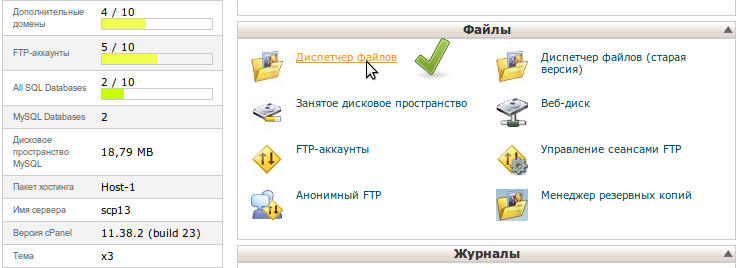 Дополнительные
домены
4 / 10
FTP-аккаунты
5 / 10
All SQL Databases
2 / 10
MySQL Databases
2
Дисковое
пространство
MySQL
18,79 MB
Пакет хостинга
Host-1
Имя сервера
scp13
Версия cPanel
11.38.2 (build 23)
Тема
x3
Файлы
Диспетчер файлов
Диспетчер файлов (старая
версия)
Занятое дисковое пространство
Веб-диск
FTP-аккаунты
Управление сеансами FTP
Анонимный FTP
Менеджер резервных копий
Журналы